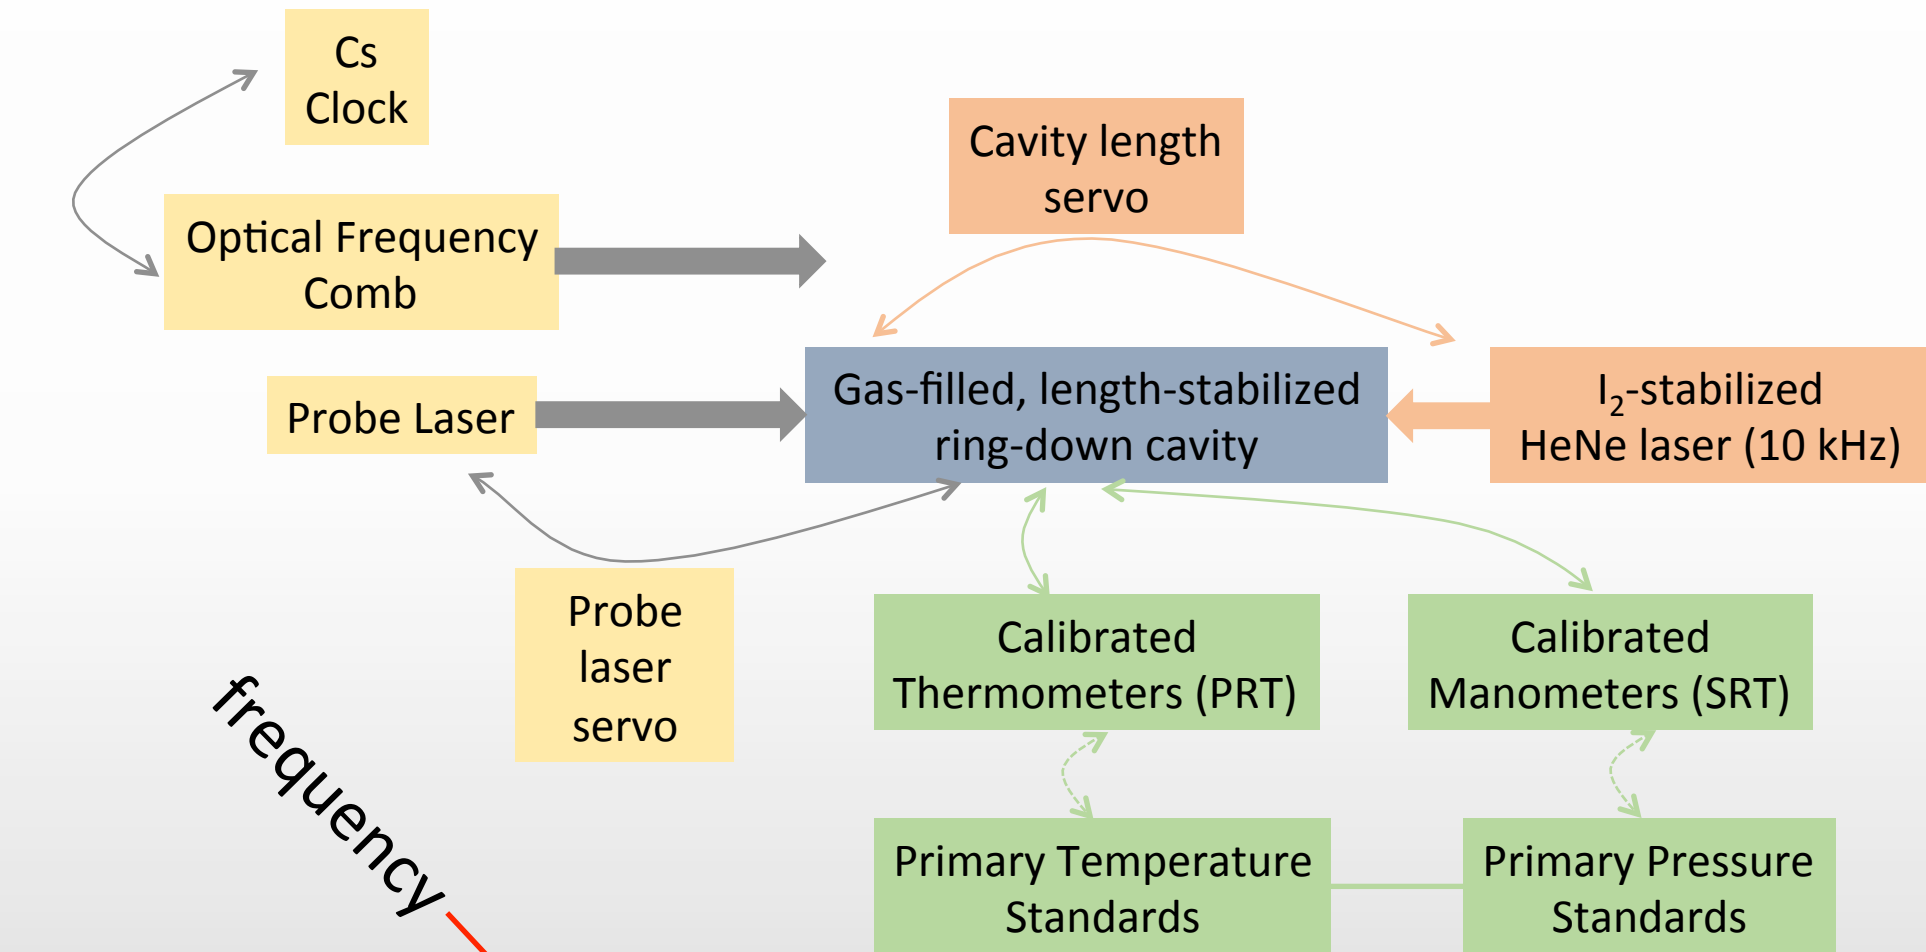 Cs
Clock
Optical Frequency
Comb
Cavity length
servo
Probe Laser
Gas-filled, length-stabilized
ring-down cavity
I₂-stabilized
HeNe laser (10 kHz)
Probe
laser
servo
Calibrated
Thermometers (PRT)
Calibrated
Manometers (SRT)
frequency
Primary Temperature
Standards
Primary Pressure
Standards